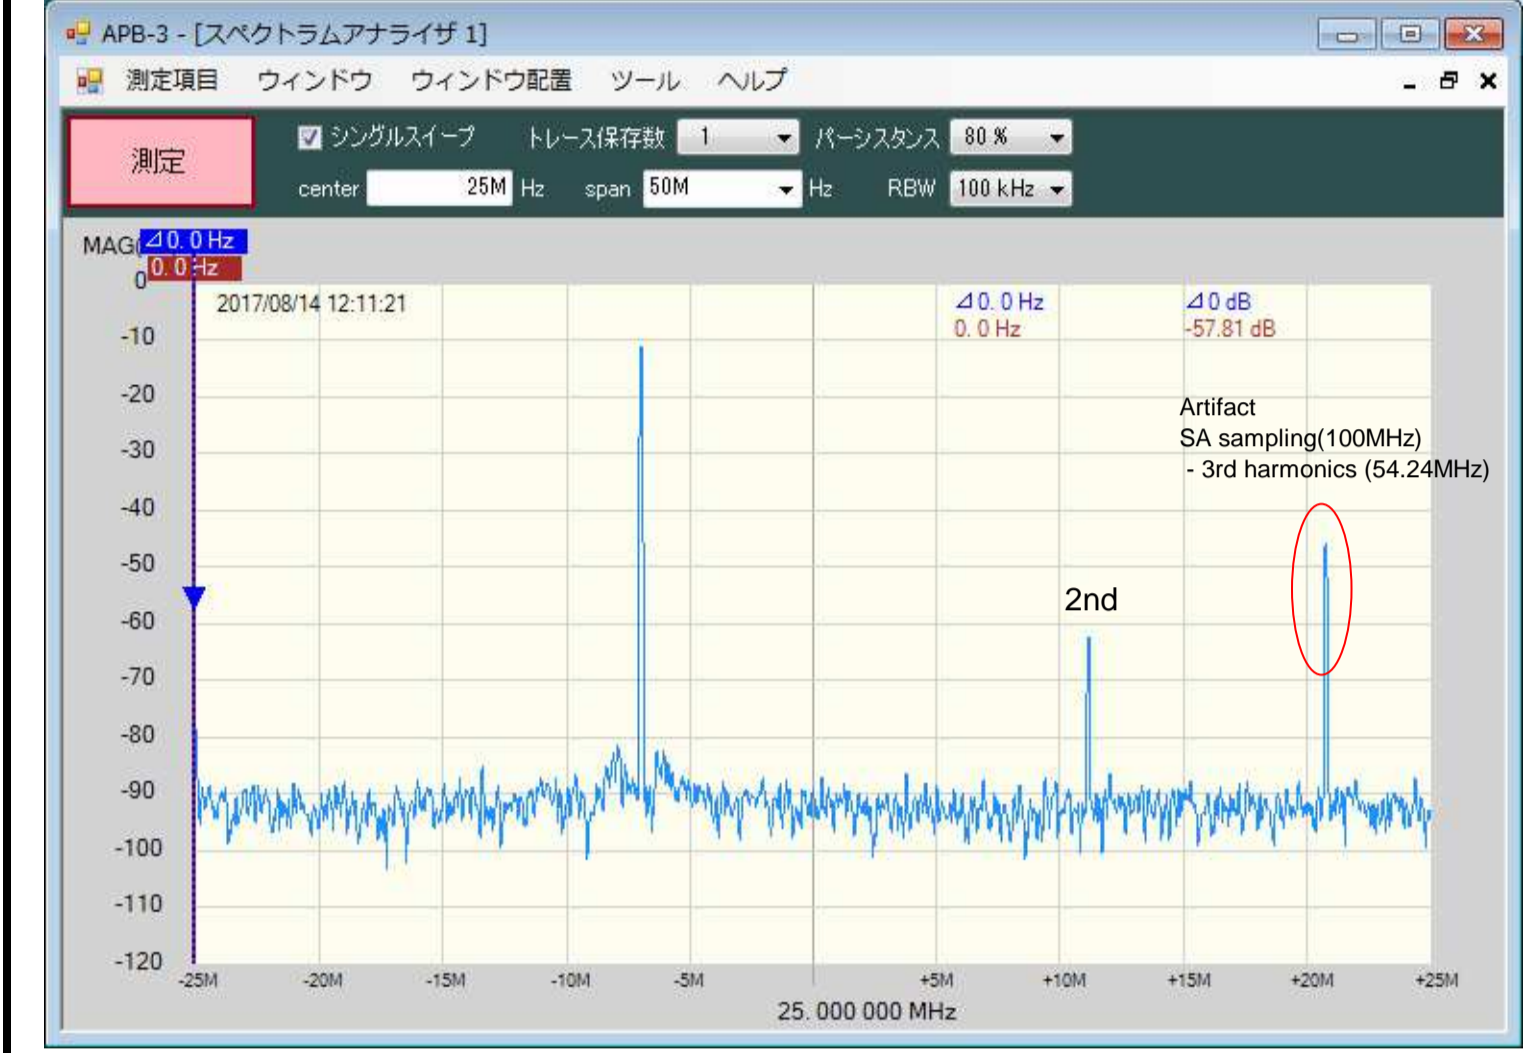 APB-3 - [スペクトラムアナライザ 1]
測定項目 ウィンドウ ウィンドウ配置 ツール ヘルプ
測定
シングルスイープ トレース保存数 1 パーシスタンス 80 %
center 25M Hz span 50M Hz RBW 100 kHz
MAG(
⊿0.0 Hz
0.0 Hz
0
2017/08/14 12:11:21
⊿0.0 Hz ⊿0 dB
0.0 Hz -57.81 dB
-10
-20
Artifact
SA sampling(100MHz)
- 3rd harmonics (54.24MHz)
-30
-40
-50
2nd
-60
-70
-80
-90
-100
-110
-120
-25M -20M -15M -10M -5M +5M +10M +15M +20M +25M
25.000 000 MHz